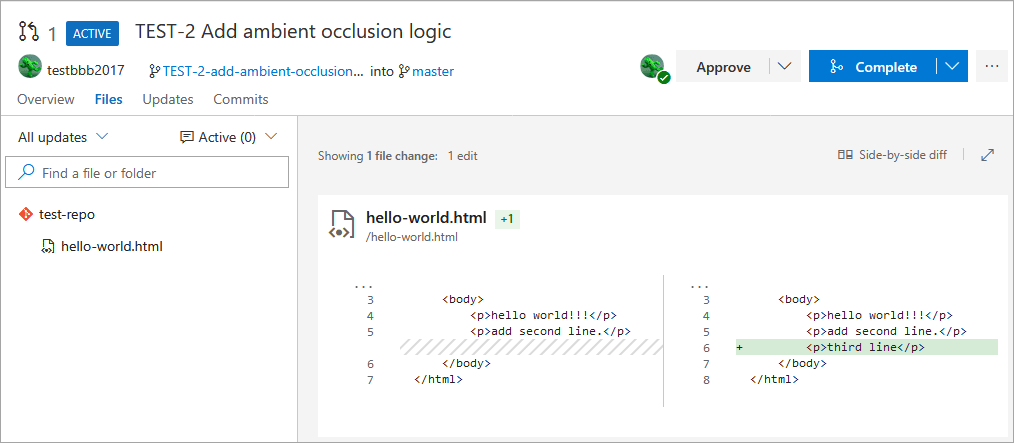 1 ACTIVE TEST-2 Add ambient occlusion logic
testbbb2017 TEST-2-add-ambient-occlusion... into master
Approve Complete ...
Overview Files Updates Commits
All updates Active (0)
Find a file or folder
test-repo
hello-world.html
Showing 1 file change: 1 edit Side-by-side diff
hello-world.html +1
/hello-world.html
...
3 <body>
4 <p>hello world!!!</p>
5 <p>add second line.</p>
6 </body>
7 </html>
...
3 <body>
4 <p>hello world!!!</p>
5 <p>add second line.</p>
6 + <p>third line</p>
7 </body>
8 </html>